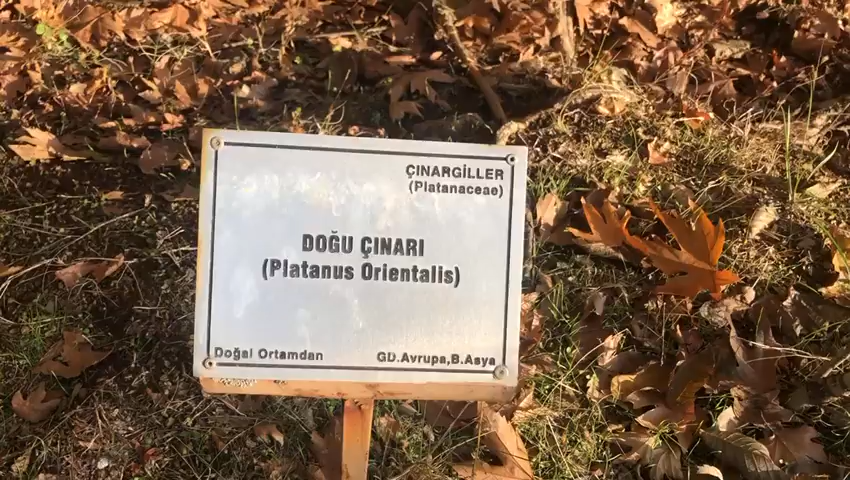 ÇINARGİLLER
(Platanaceae)
DOĞU ÇINARI
(Platanus Orientalis)
Doğal Ortamdan
GD.Avrupa,B.Asya